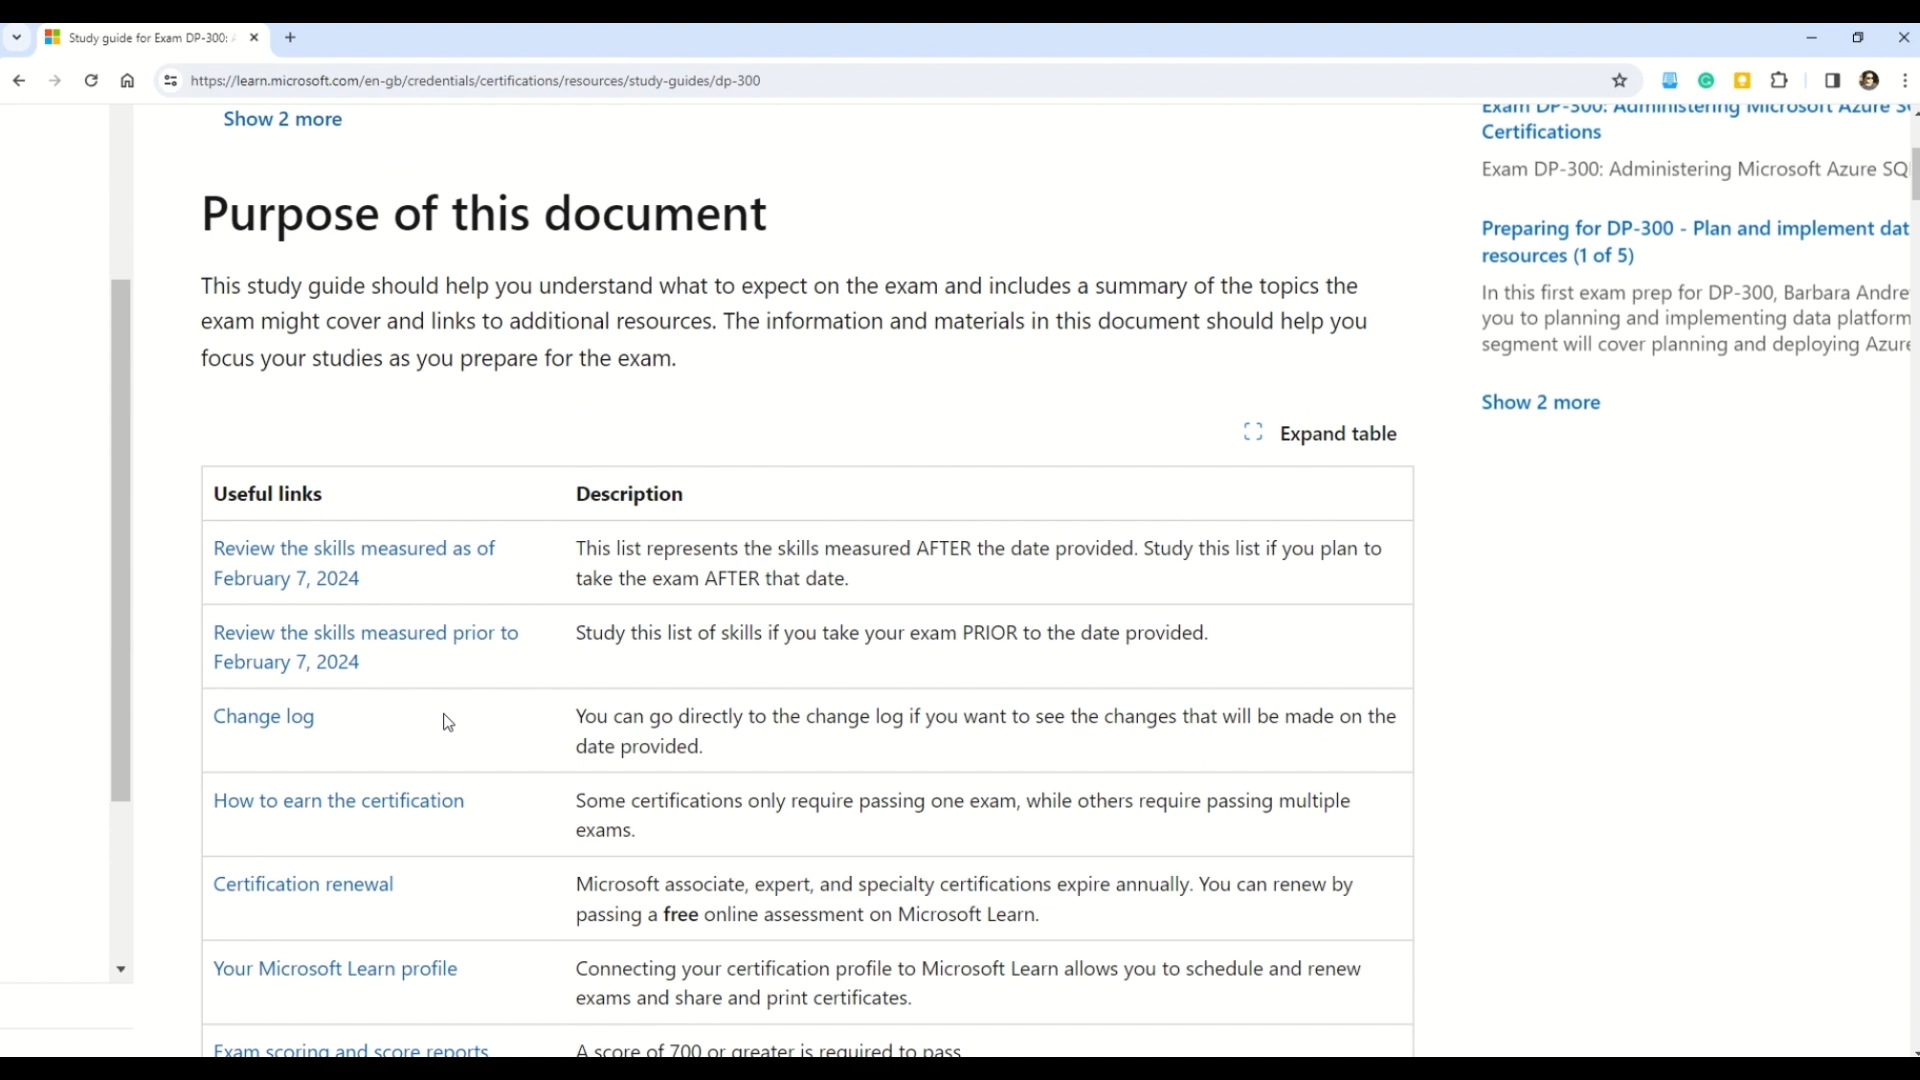 Study guide for Exam DP-300:
https://learn.microsoft.com/en-gb/credentials/certifications/resources/study-guides/dp-300
Show 2 more
Purpose of this document
This study guide should help you understand what to expect on the exam and includes a summary of the topics the
exam might cover and links to additional resources. The information and materials in this document should help you
focus your studies as you prepare for the exam.
Expand table
Useful links
Description
Review the skills measured as of
February 7, 2024
This list represents the skills measured AFTER the date provided. Study this list if you plan to
take the exam AFTER that date.
Review the skills measured prior to
February 7, 2024
Study this list of skills if you take your exam PRIOR to the date provided.
Change log
You can go directly to the change log if you want to see the changes that will be made on the
date provided.
How to earn the certification
Some certifications only require passing one exam, while others require passing multiple
exams.
Certification renewal
Microsoft associate, expert, and specialty certifications expire annually. You can renew by
passing a free online assessment on Microsoft Learn.
Your Microsoft Learn profile
Connecting your certification profile to Microsoft Learn allows you to schedule and renew
exams and share and print certificates.
Exam scoring and score reports
A score of 700 or greater is required to pass
Exam DP-300: Administering Microsoft Azure S
Certifications
Exam DP-300: Administering Microsoft Azure SQ
Preparing for DP-300 - Plan and implement dat
resources (1 of 5)
In this first exam prep for DP-300, Barbara Andre
you to planning and implementing data platform
segment will cover planning and deploying Azure
Show 2 more